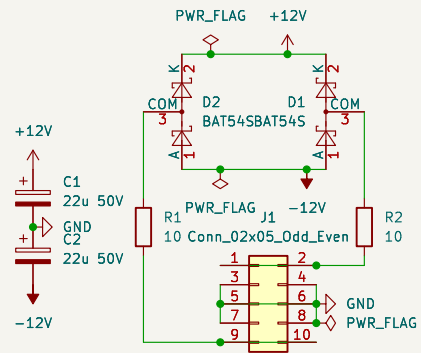 PWR_FLAG +12V
K 2 K 2
COM D2 D1 COM
3 BAT54S BAT54S 3
A 1 A 1
+12V
+ C1
22u 50V
GND
+ C2
22u 50V
-12V
PWR_FLAG -12V
R1 J1 R2
10 Conn_02x05_Odd_Even 10
1 2
3 4
5 6 GND
7 8 PWR_FLAG
9 10